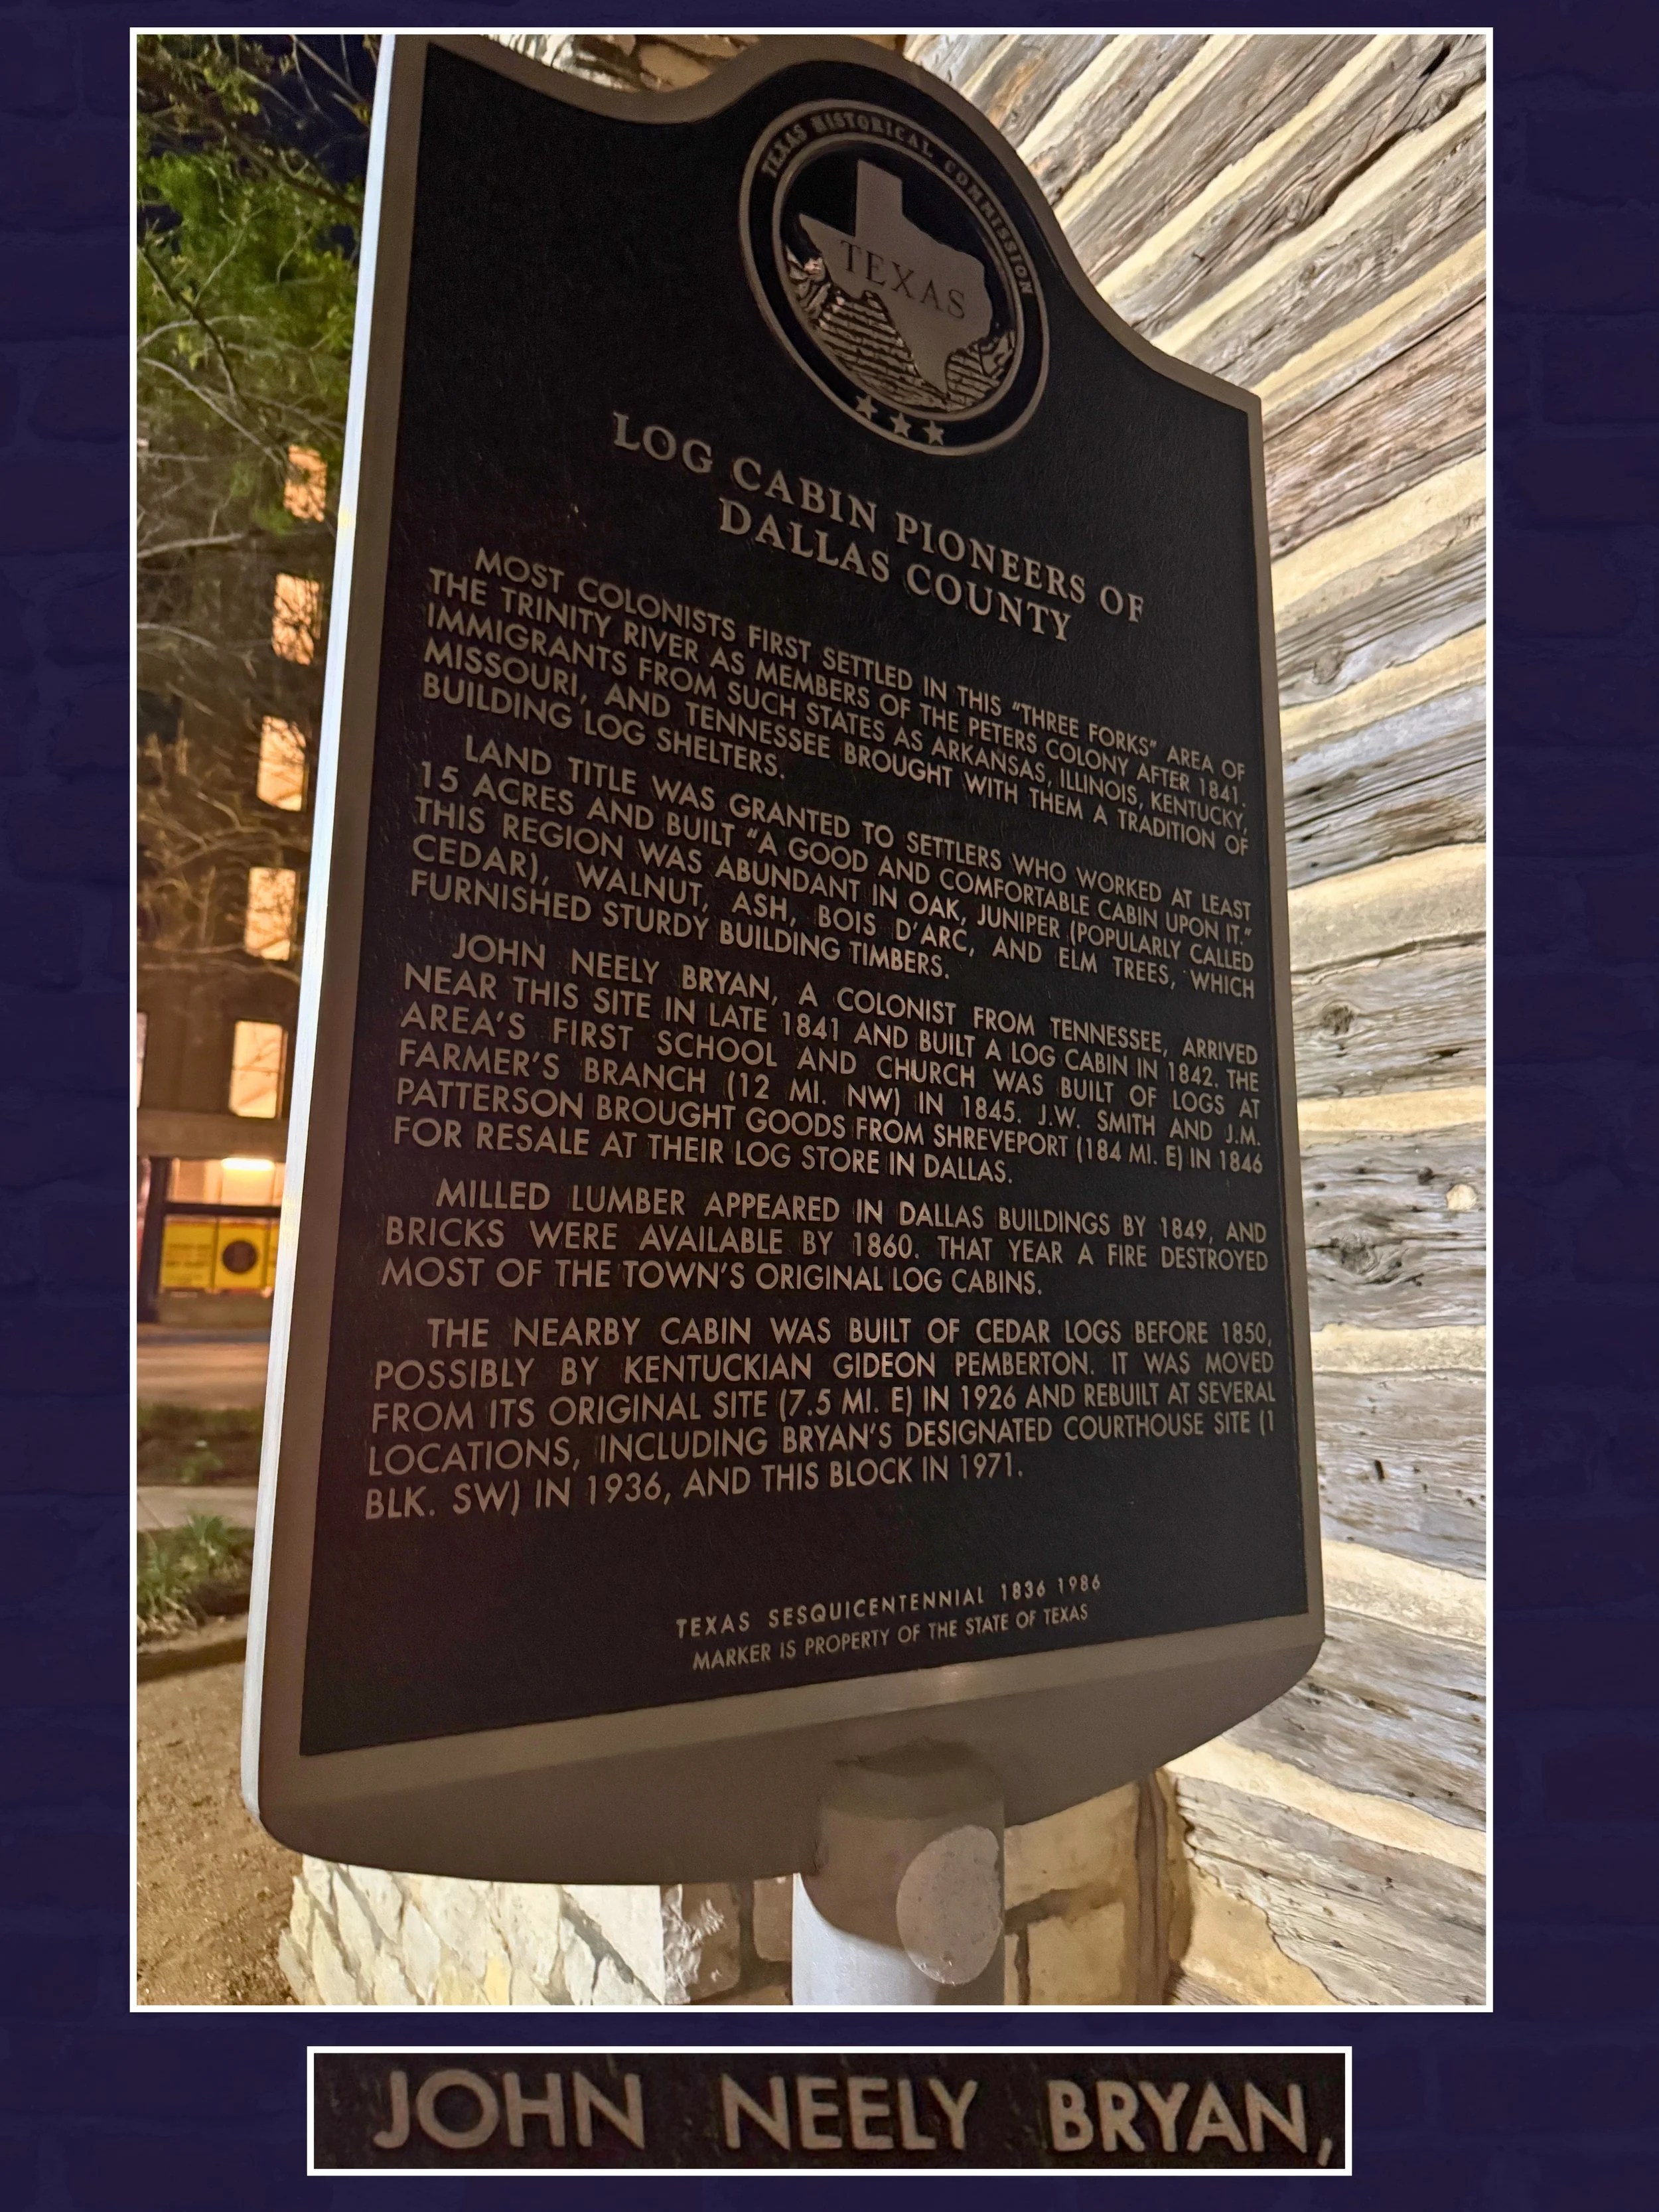 TEXAS HISTORICAL COMMISSION
TEXAS
LOG CABIN PIONEERS OF
DALLAS COUNTY
MOST COLONISTS FIRST SETTLED IN THIS "THREE FORKS" AREA OF
THE TRINITY RIVER AS MEMBERS OF THE PETERS COLONY AFTER 1841.
IMMIGRANTS FROM SUCH STATES AS ARKANSAS, ILLINOIS, KENTUCKY,
MISSOURI, AND TENNESSEE BROUGHT WITH THEM A TRADITION OF
BUILDING LOG SHELTERS.
LAND TITLE WAS GRANTED TO SETTLERS WHO WORKED AT LEAST
15 ACRES AND BUILT "A GOOD AND COMFORTABLE CABIN UPON IT."
THIS REGION WAS ABUNDANT IN OAK, JUNIPER (POPULARLY CALLED
CEDAR), WALNUT, ASH, BOIS D'ARC, AND ELM TREES, WHICH
FURNISHED STURDY BUILDING TIMBERS.
JOHN NEELY BRYAN, A COLONIST FROM TENNESSEE, ARRIVED
NEAR THIS SITE IN LATE 1841 AND BUILT A LOG CABIN IN 1842. THE
AREA'S FIRST SCHOOL AND CHURCH WAS BUILT OF LOGS AT
FARMER'S BRANCH (12 MI. NW) IN 1845. J.W. SMITH AND J.M.
PATTERSON BROUGHT GOODS FROM SHREVEPORT (184 MI. E) IN 1846
FOR RESALE AT THEIR LOG STORE IN DALLAS.
MILLED LUMBER APPEARED IN DALLAS BUILDINGS BY 1849, AND
BRICKS WERE AVAILABLE BY 1860. THAT YEAR A FIRE DESTROYED
MOST OF THE TOWN'S ORIGINAL LOG CABINS.
THE NEARBY CABIN WAS BUILT OF CEDAR LOGS BEFORE 1850,
POSSIBLY BY KENTUCKIAN GIDEON PEMBERTON. IT WAS MOVED
FROM ITS ORIGINAL SITE (7.5 MI. E) IN 1926 AND REBUILT AT SEVERAL
LOCATIONS, INCLUDING BRYAN'S DESIGNATED COURTHOUSE SITE (1
BLK. SW) IN 1936, AND THIS BLOCK IN 1971.
TEXAS SESQUICENTENNIAL 1836 1986
MARKER IS PROPERTY OF THE STATE OF TEXAS
JOHN NEELY BRYAN,